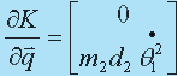 ∂K/∂q̄ = [ 0
m₂d₂ θ̇₁² ]